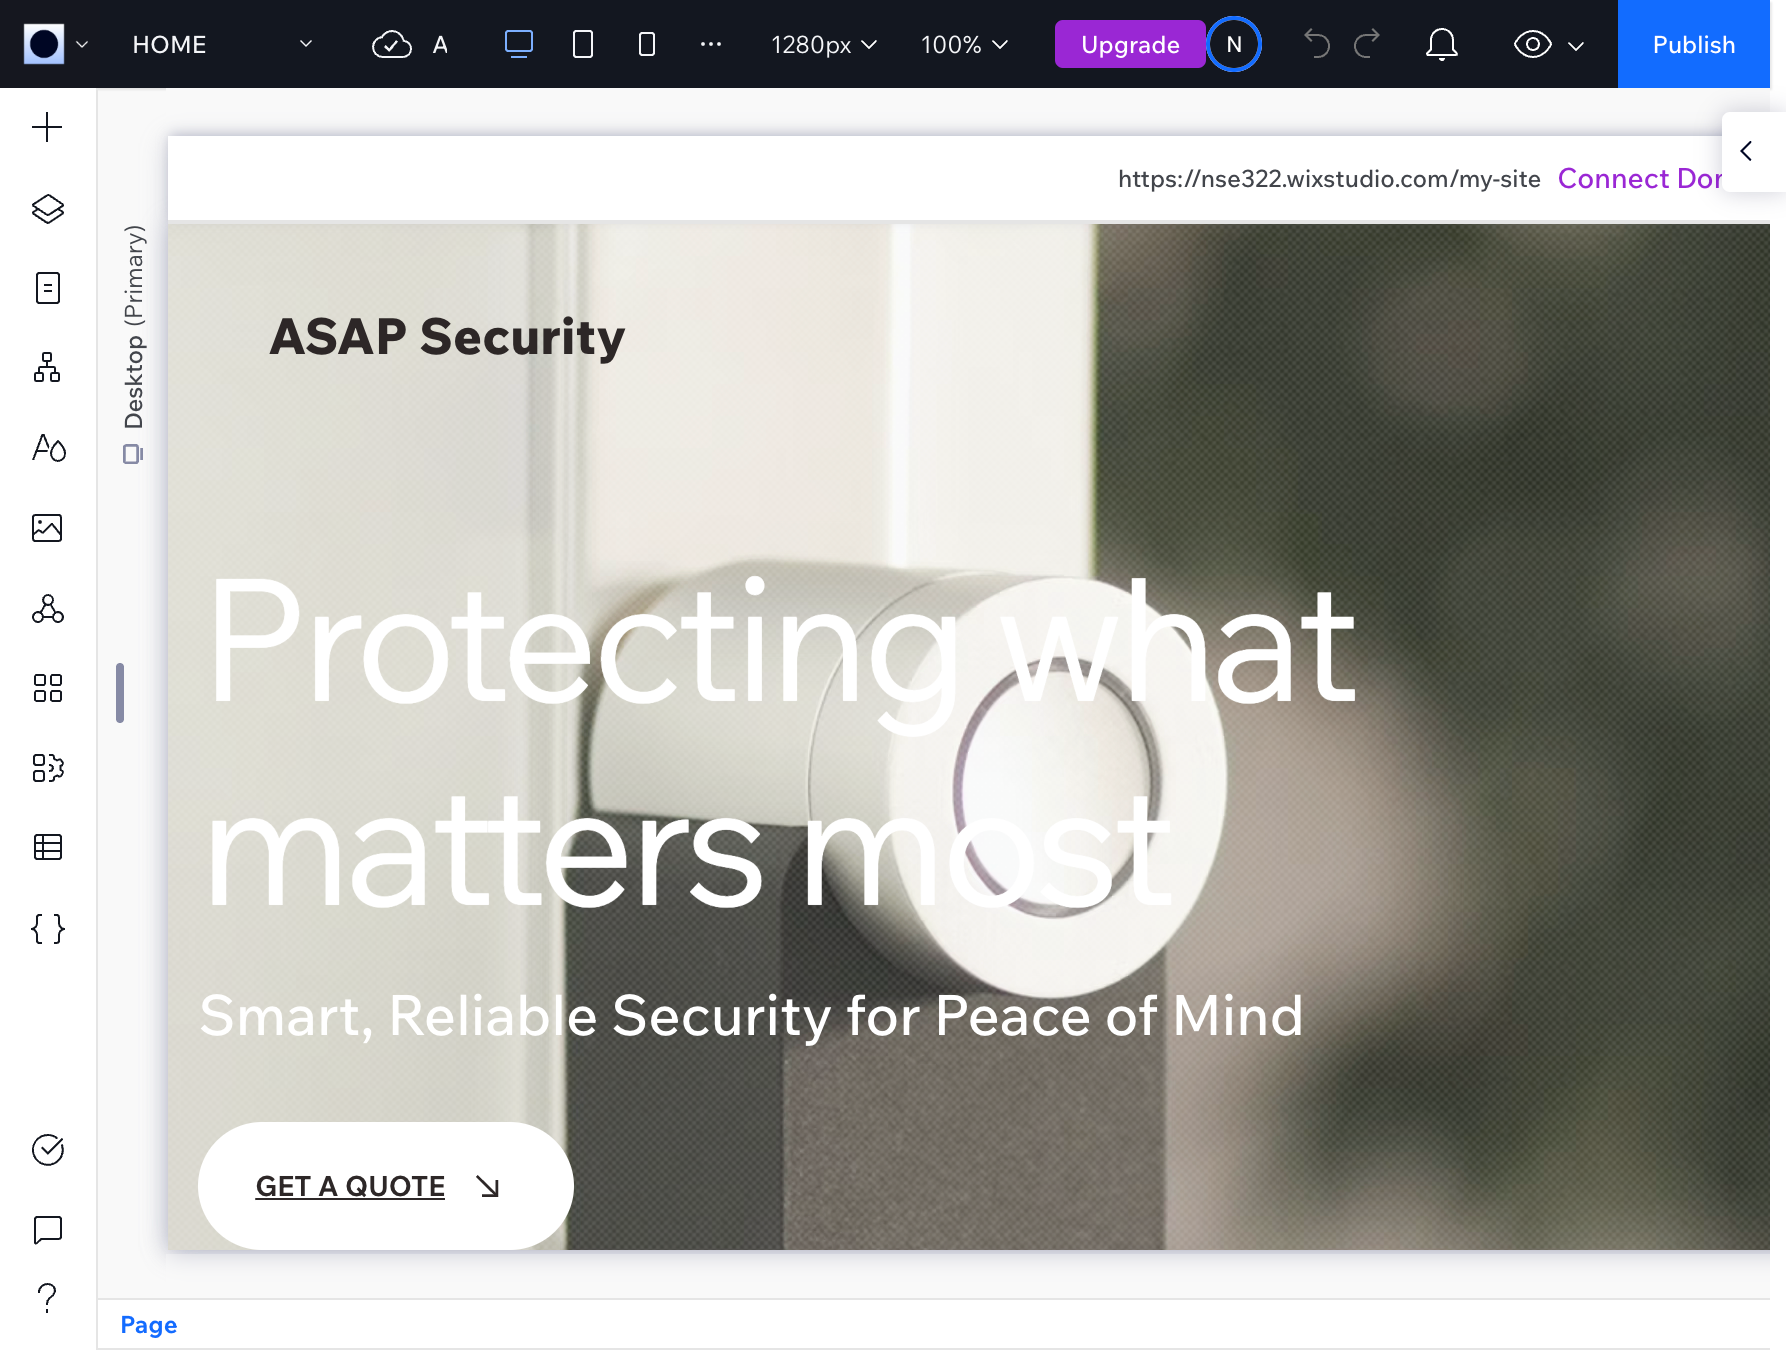 HOME
A
1280px
100%
Upgrade
N
Publish
https://nse322.wixstudio.com/my-site
Desktop (Primary)
ASAP Security
Protecting what
matters most
Smart, Reliable Security for Peace of Mind
GET A QUOTE
Page
Connect